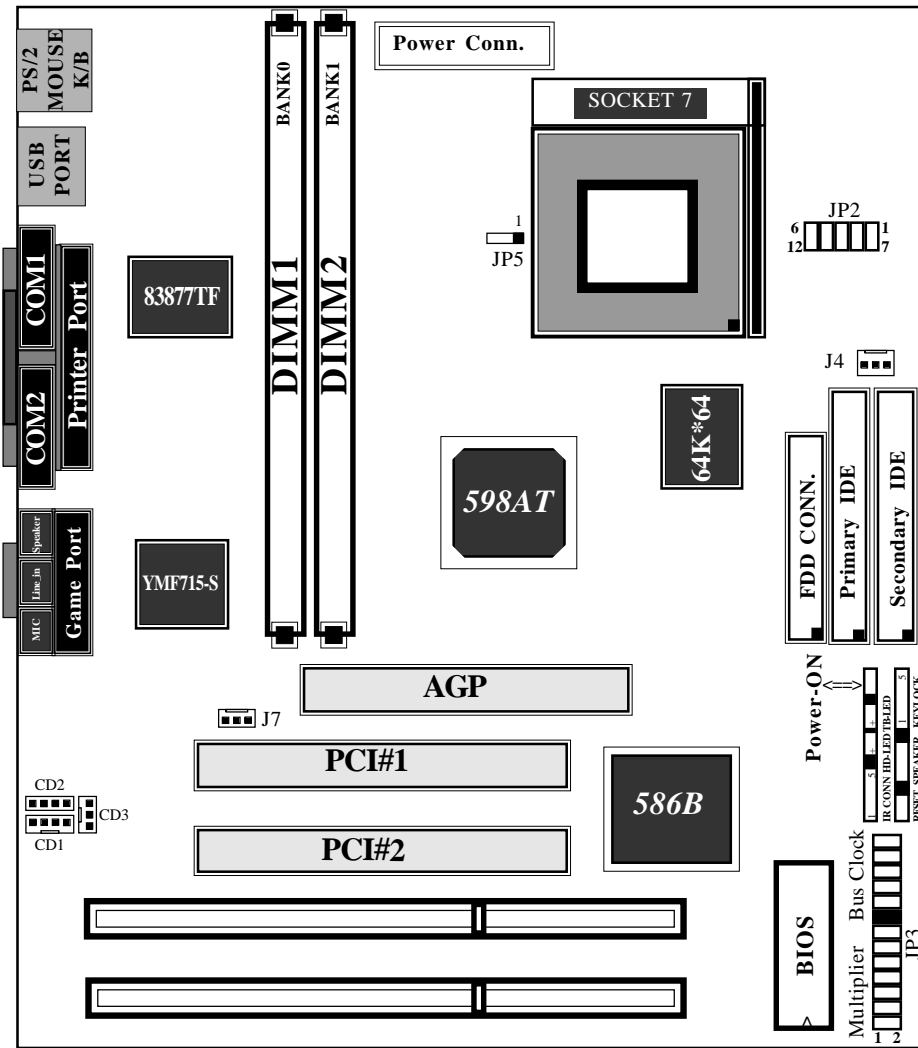 PS/2
MOUSE
K/B
USB
PORT
BANK0
BANK1
Power Conn.
SOCKET 7
1
JP5
JP2
6
1
12
7
COM1
COM2
Printer Port
83877TF
DIMM1
DIMM2
J4
64K*64
598AT
FDD CONN.
Primary IDE
Secondary IDE
Speaker
Line_in
MIC
Game Port
YMF715-S
AGP
J7
PCI#1
PCI#2
CD2
CD1
CD3
586B
Power-ON
<==>
1
5
+
+
IR CONN HD-LED TB-LED
1
5
RESET SPEAKER KEYLOCK
BIOS
Multiplier
Bus Clock
JP3
1 2